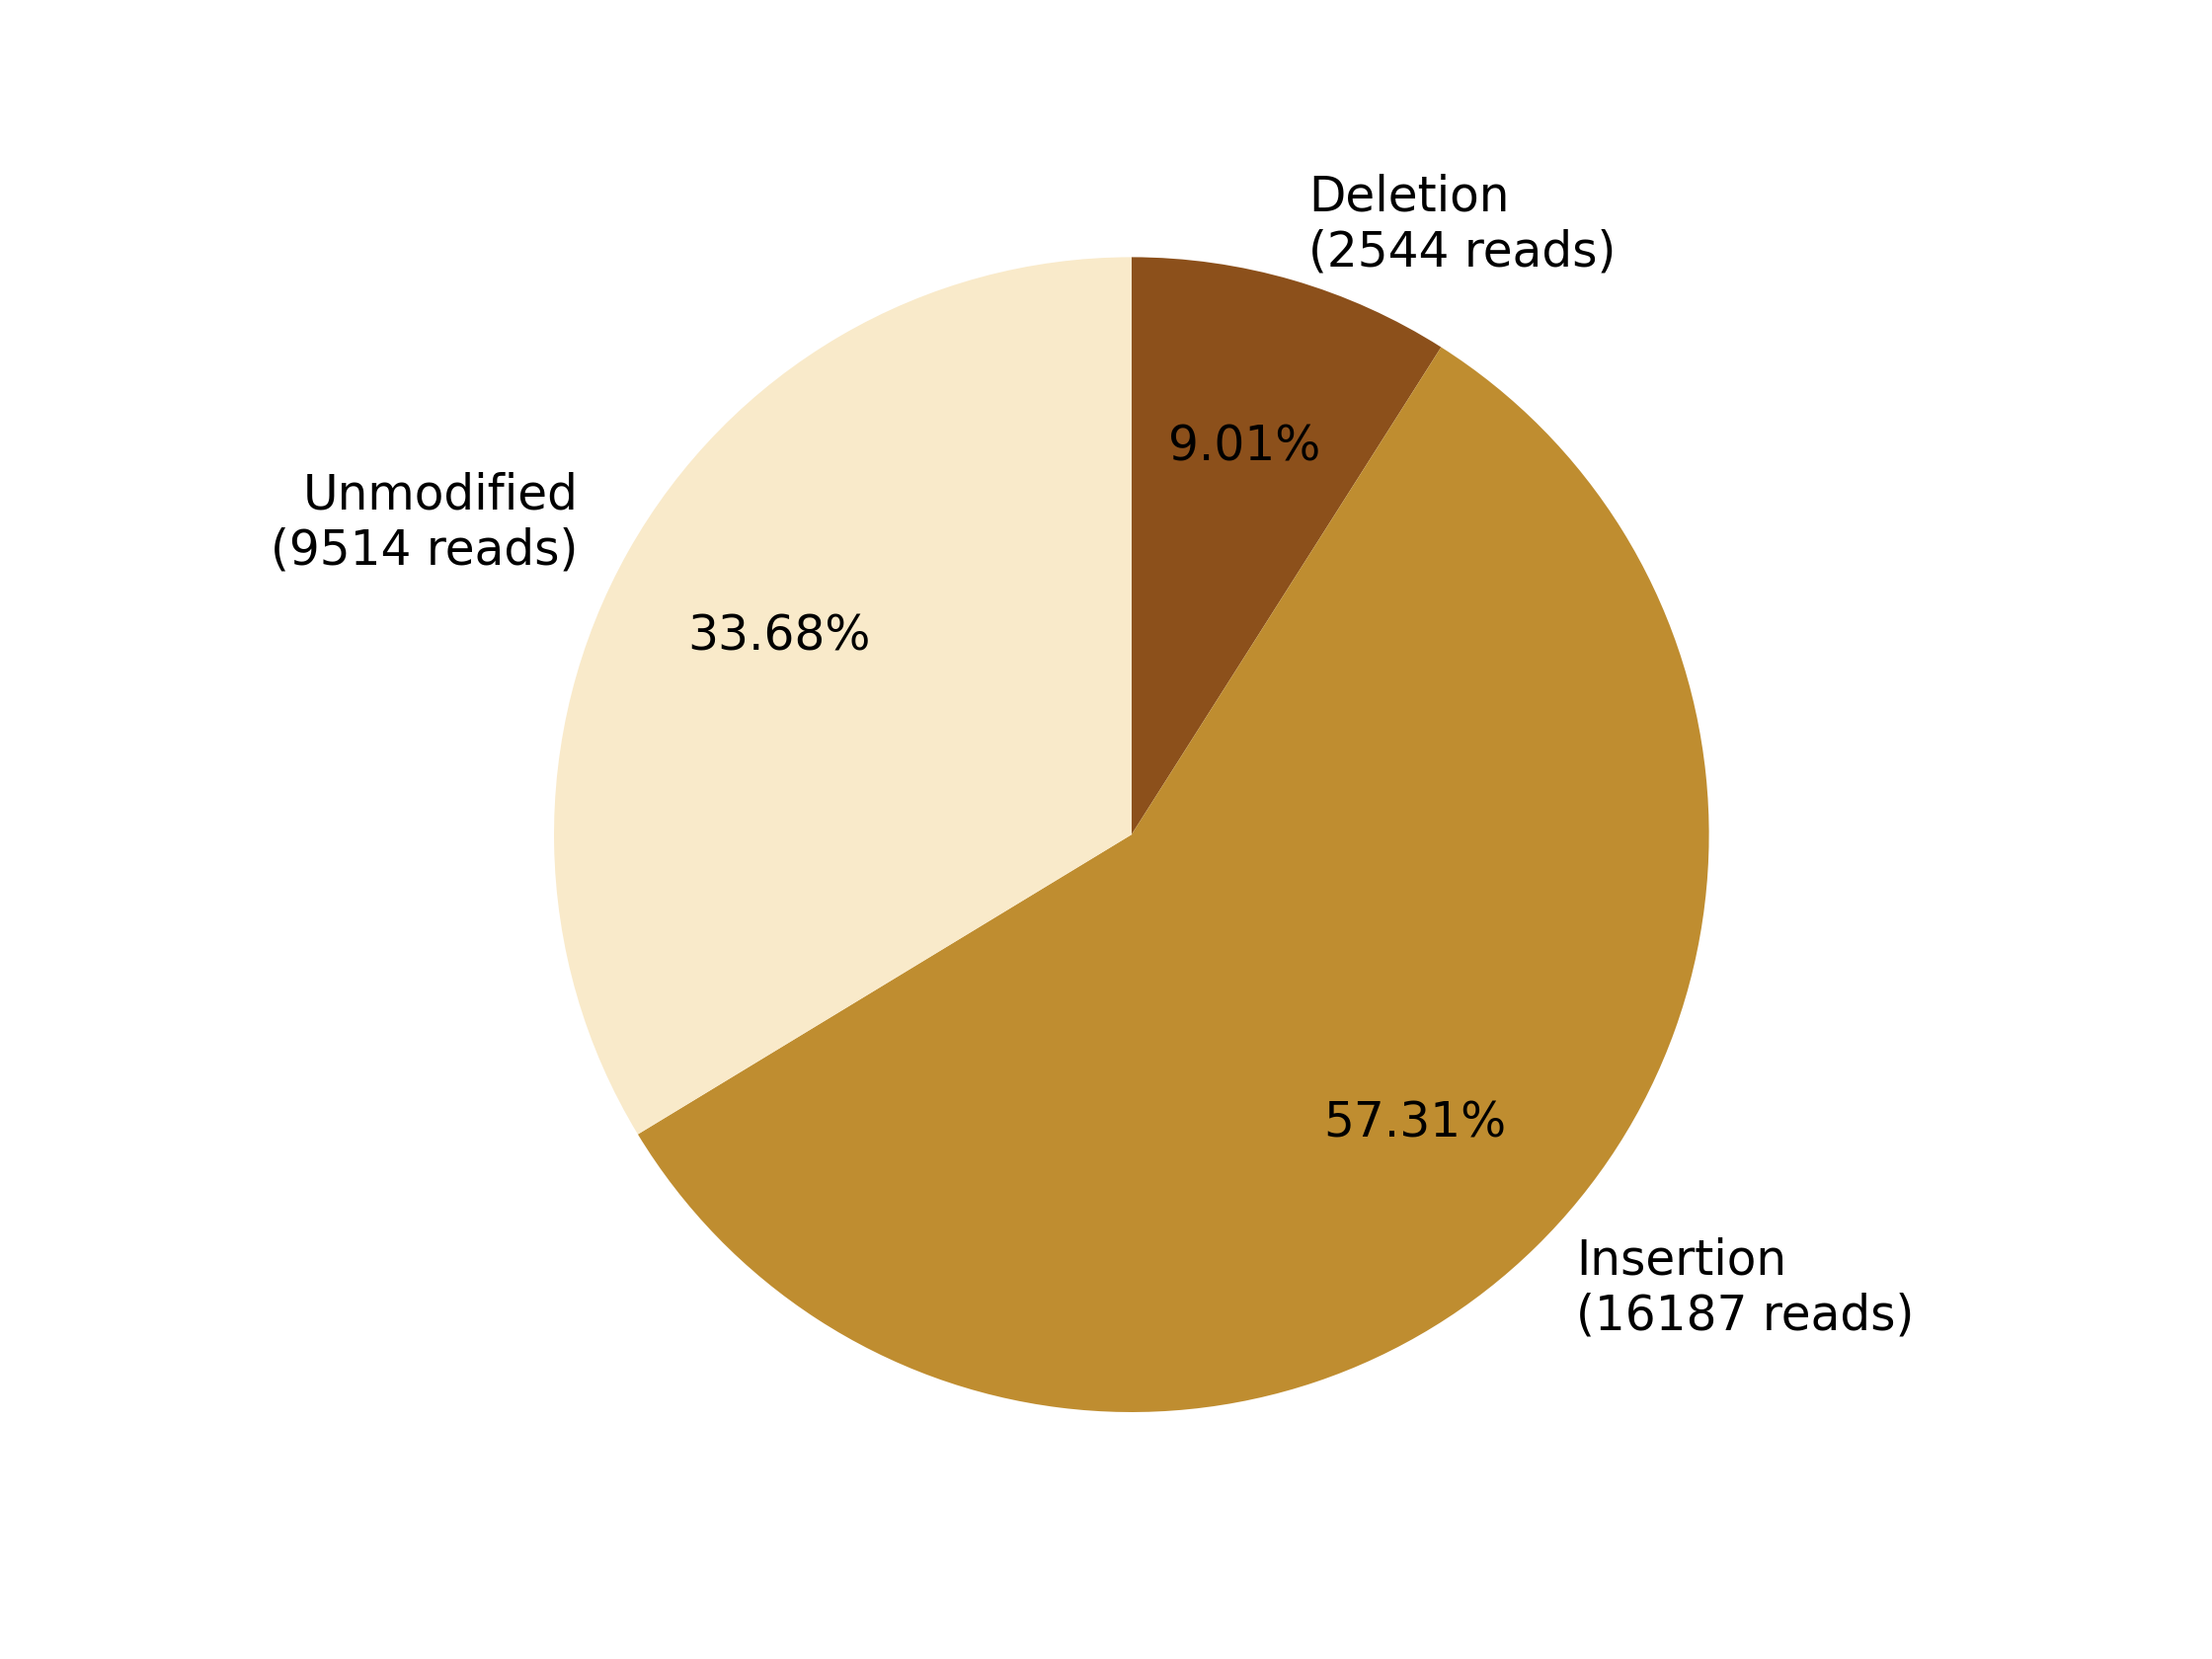 Deletion
(2544 reads)
9.01%
Unmodified
(9514 reads)
33.68%
57.31%
Insertion
(16187 reads)